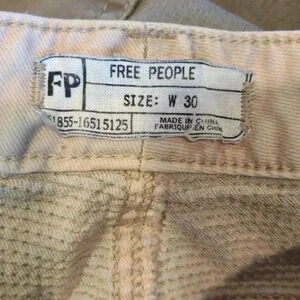 FP
FREE PEOPLE
SIZE: W 30
51855-16515125
MADE IN CHINA
FABRIQUE EN CHINE